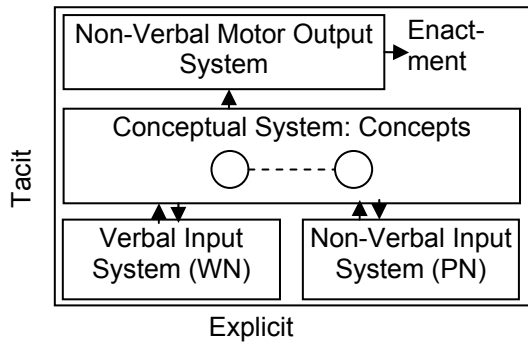 Non-Verbal Motor Output
System
Enact-
ment
Conceptual System: Concepts
Tacit
Verbal Input
System (WN)
Non-Verbal Input
System (PN)
Explicit